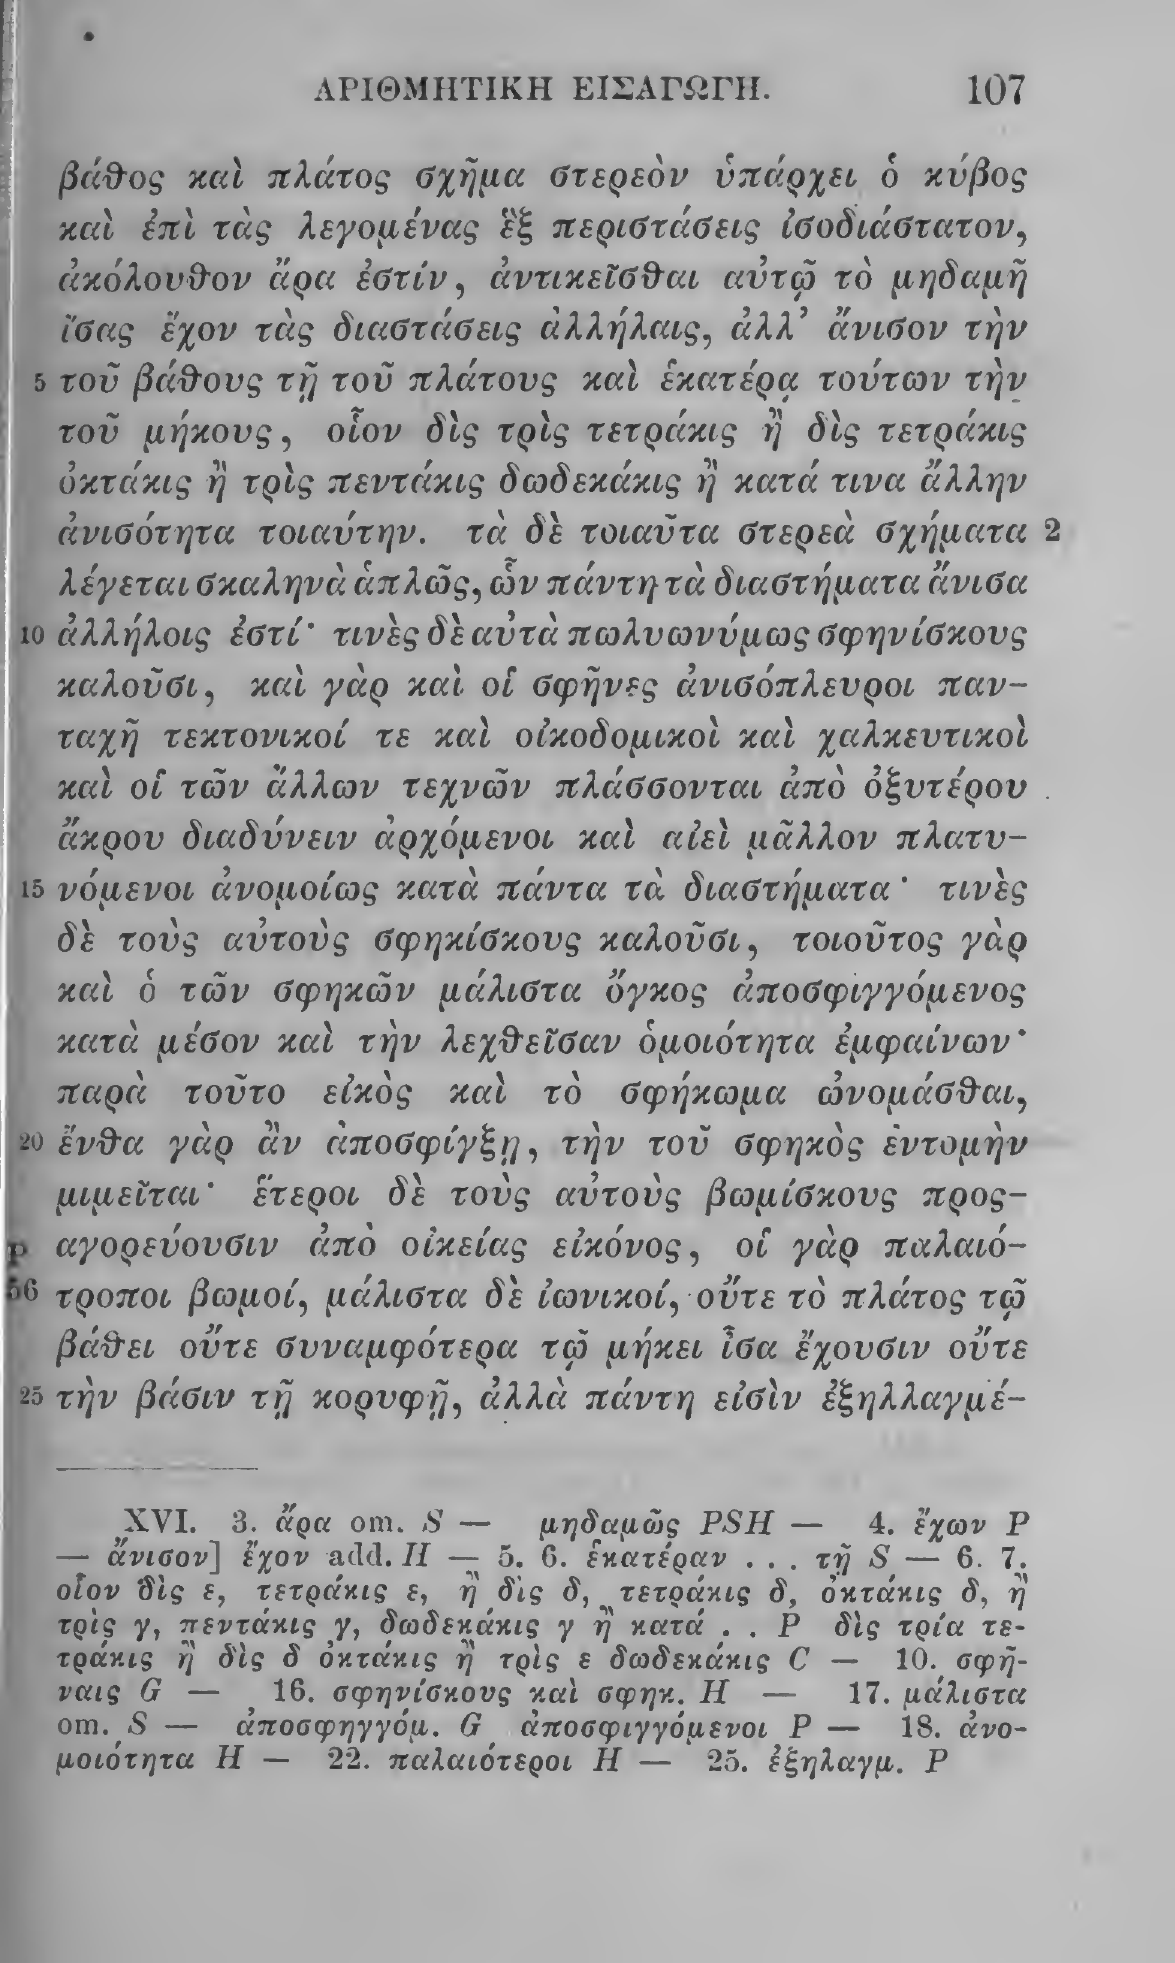 ΑΡΙΘΜΗΤΙΚΗ ΕΙΣΑΓΩΓΗ. 107
βάθος καὶ πλάτος σχῆμα στερεὸν ὑπάρχει ὁ κύβος
καὶ ἐπὶ τὰς λεγομένας ἓξ περιστάσεις ἰσοδιάστατον,
ἀκόλουθον ἄρα ἐστίν, ἀντικεῖσθαι αὐτῷ τὸ μηδαμῆ
ἴσας ἔχον τὰς διαστάσεις ἀλλήλαις, ἀλλ’ ἄνισον τὴν
5 τοῦ βάθους τῇ τοῦ πλάτους καὶ ἑκατέρᾳ τούτων τὴν
τοῦ μήκους, οἷον δὶς τρὶς τετράκις ἢ δὶς τετράκις
ὀκτάκις ἢ τρὶς πεντάκις δωδεκάκις ἢ κατά τινα ἄλλην
ἀνισότητα τοιαύτην. τὰ δὲ τοιαῦτα στερεὰ σχήματα 2
λέγεται σκαληνὰ ἁπλῶς, ὧν πάντῃ τὰ διαστήματα ἄνισα
10 ἀλλήλοις ἐστί· τινὲς δὲ αὐτὰ πωλυωνύμως σφηνίσκους
καλοῦσι, καὶ γὰρ καὶ οἱ σφῆνες ἀνισόπλευροι παν-
ταχῆ τεκτονικοί τε καὶ οἰκοδομικοὶ καὶ χαλκευτικοὶ
καὶ οἱ τῶν ἄλλων τεχνῶν πλάσσονται ἀπὸ ὀξυτέρου
ἄκρου διαδύνειν ἀρχόμενοι καὶ αἰεὶ μᾶλλον πλατυ-
15 νόμενοι ἀνομοίως κατὰ πάντα τὰ διαστήματα· τινὲς
δὲ τοὺς αὐτοὺς σφηκίσκους καλοῦσι, τοιοῦτος γὰρ
καὶ ὁ τῶν σφηκῶν μάλιστα ὄγκος ἀποσφιγγόμενος
κατὰ μέσον καὶ τὴν λεχθεῖσαν ὁμοιότητα ἐμφαίνων·
παρὰ τοῦτο εἰκὸς καὶ τὸ σφήκωμα ὠνομάσθαι,
20 ἔνθα γὰρ ἂν ἀποσφίγξῃ, τὴν τοῦ σφηκὸς ἐντομὴν
μιμεῖται· ἕτεροι δὲ τοὺς αὐτοὺς βωμίσκους προς-
p αγορεύουσιν ἀπὸ οἰκείας εἰκόνος, οἱ γὰρ παλαιό-
56 τροποι βωμοί, μάλιστα δὲ ἰωνικοί, οὔτε τὸ πλάτος τῷ
βάθει οὔτε συναμφότερα τῷ μήκει ἶσα ἔχουσιν οὔτε
25 τὴν βάσιν τῇ κορυφῇ, ἀλλὰ πάντη εἰσὶν ἐξηλλαγμέ-
XVI. 3. ἄρα om. S — μηδαμῶς PSH — 4. ἔχων P
— ἄνισον] ἔχον add. H — 5. 6. ἑκατέραν . . . τῇ S — 6. 7.
οἷον δὶς ε, τετράκις ε, ἢ δὶς δ, τετράκις δ, ὀκτάκις δ, ἢ
τρὶς γ, πεντάκις γ, δωδεκάκις γ ἢ κατά . . P δὶς τρία τε-
τράκις ἢ δὶς δ ὀκτάκις ἢ τρὶς ε δωδεκάκις C — 10. σφῆ-
ναις G — 16. σφηνίσκους καὶ σφηκ. H — 17. μάλιστα
om. S — ἀποσφηγγόμ. G ἀποσφιγγόμενοι P — 18. ἀνο-
μοιότητα H — 22. παλαιότεροι H — 25. ἐξηλαγμ. P